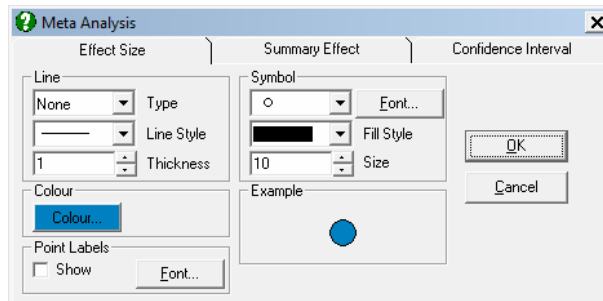 Meta Analysis
Effect Size
Summary Effect
Confidence Interval
Line
None
Type
Line Style
1
Thickness
Colour
Colour...
Point Labels
Show
Font...
Symbol
Font...
Fill Style
10
Size
Example
OK
Cancel